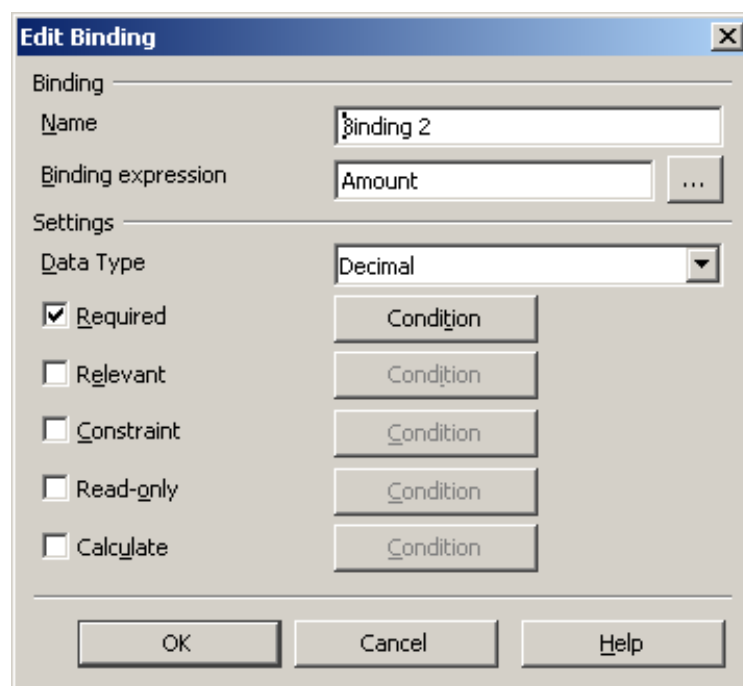 Edit Binding
Binding
Name
Binding 2
Binding expression
Amount
...
Settings
Data Type
Decimal
Required
Condition
Relevant
Condition
Constraint
Condition
Read-only
Condition
Calculate
Condition
OK
Cancel
Help